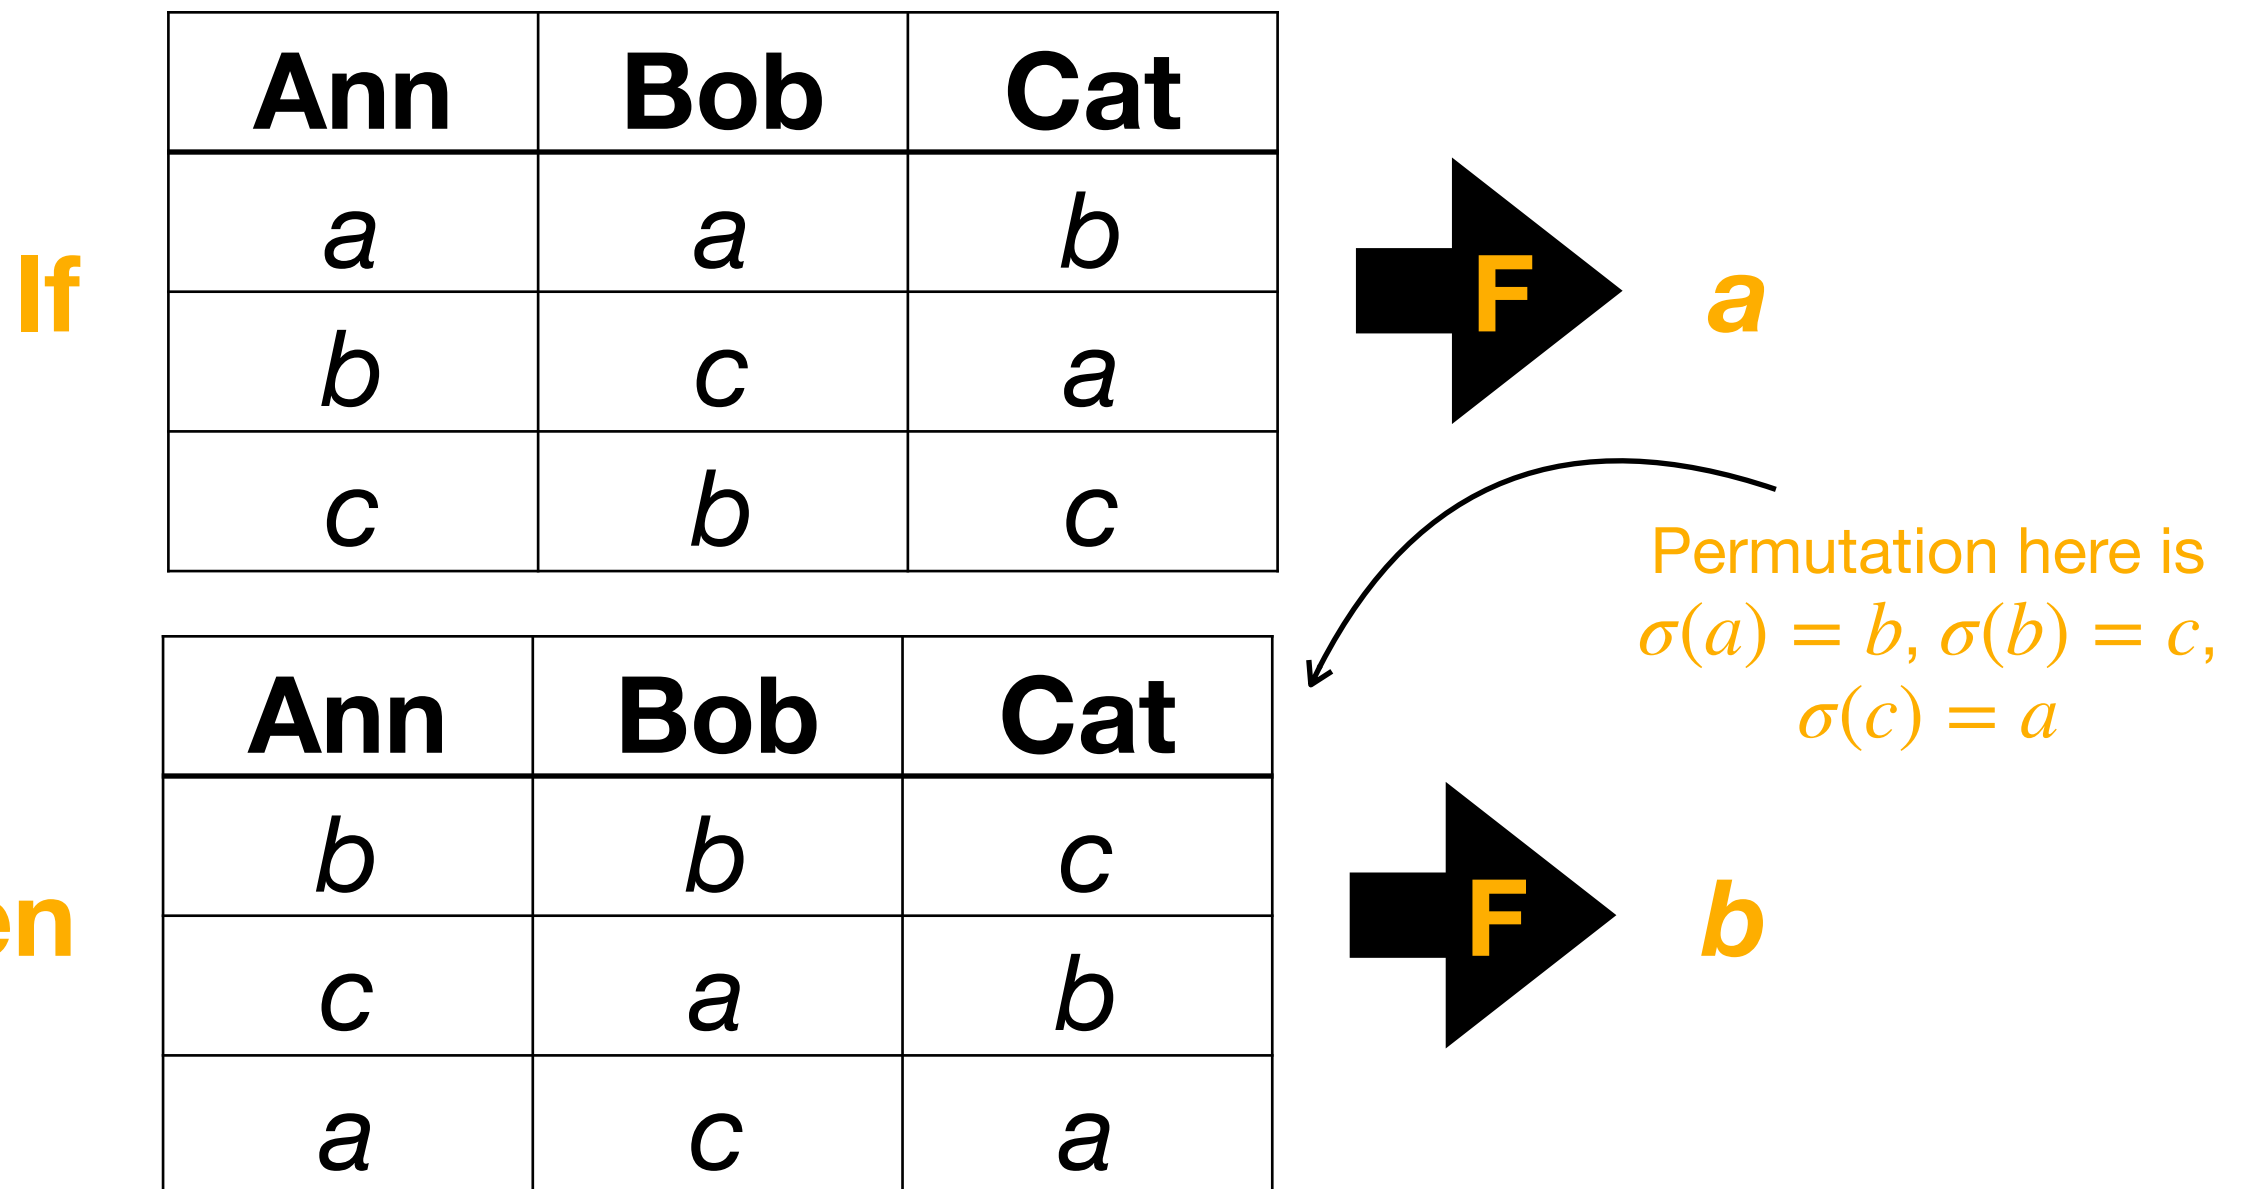 Ann Bob Cat
a a b
If b c a F a
c b c
Permutation here is
σ(a) = b, σ(b) = c,
σ(c) = a
Ann Bob Cat
b b c
en c a b F b
a c a